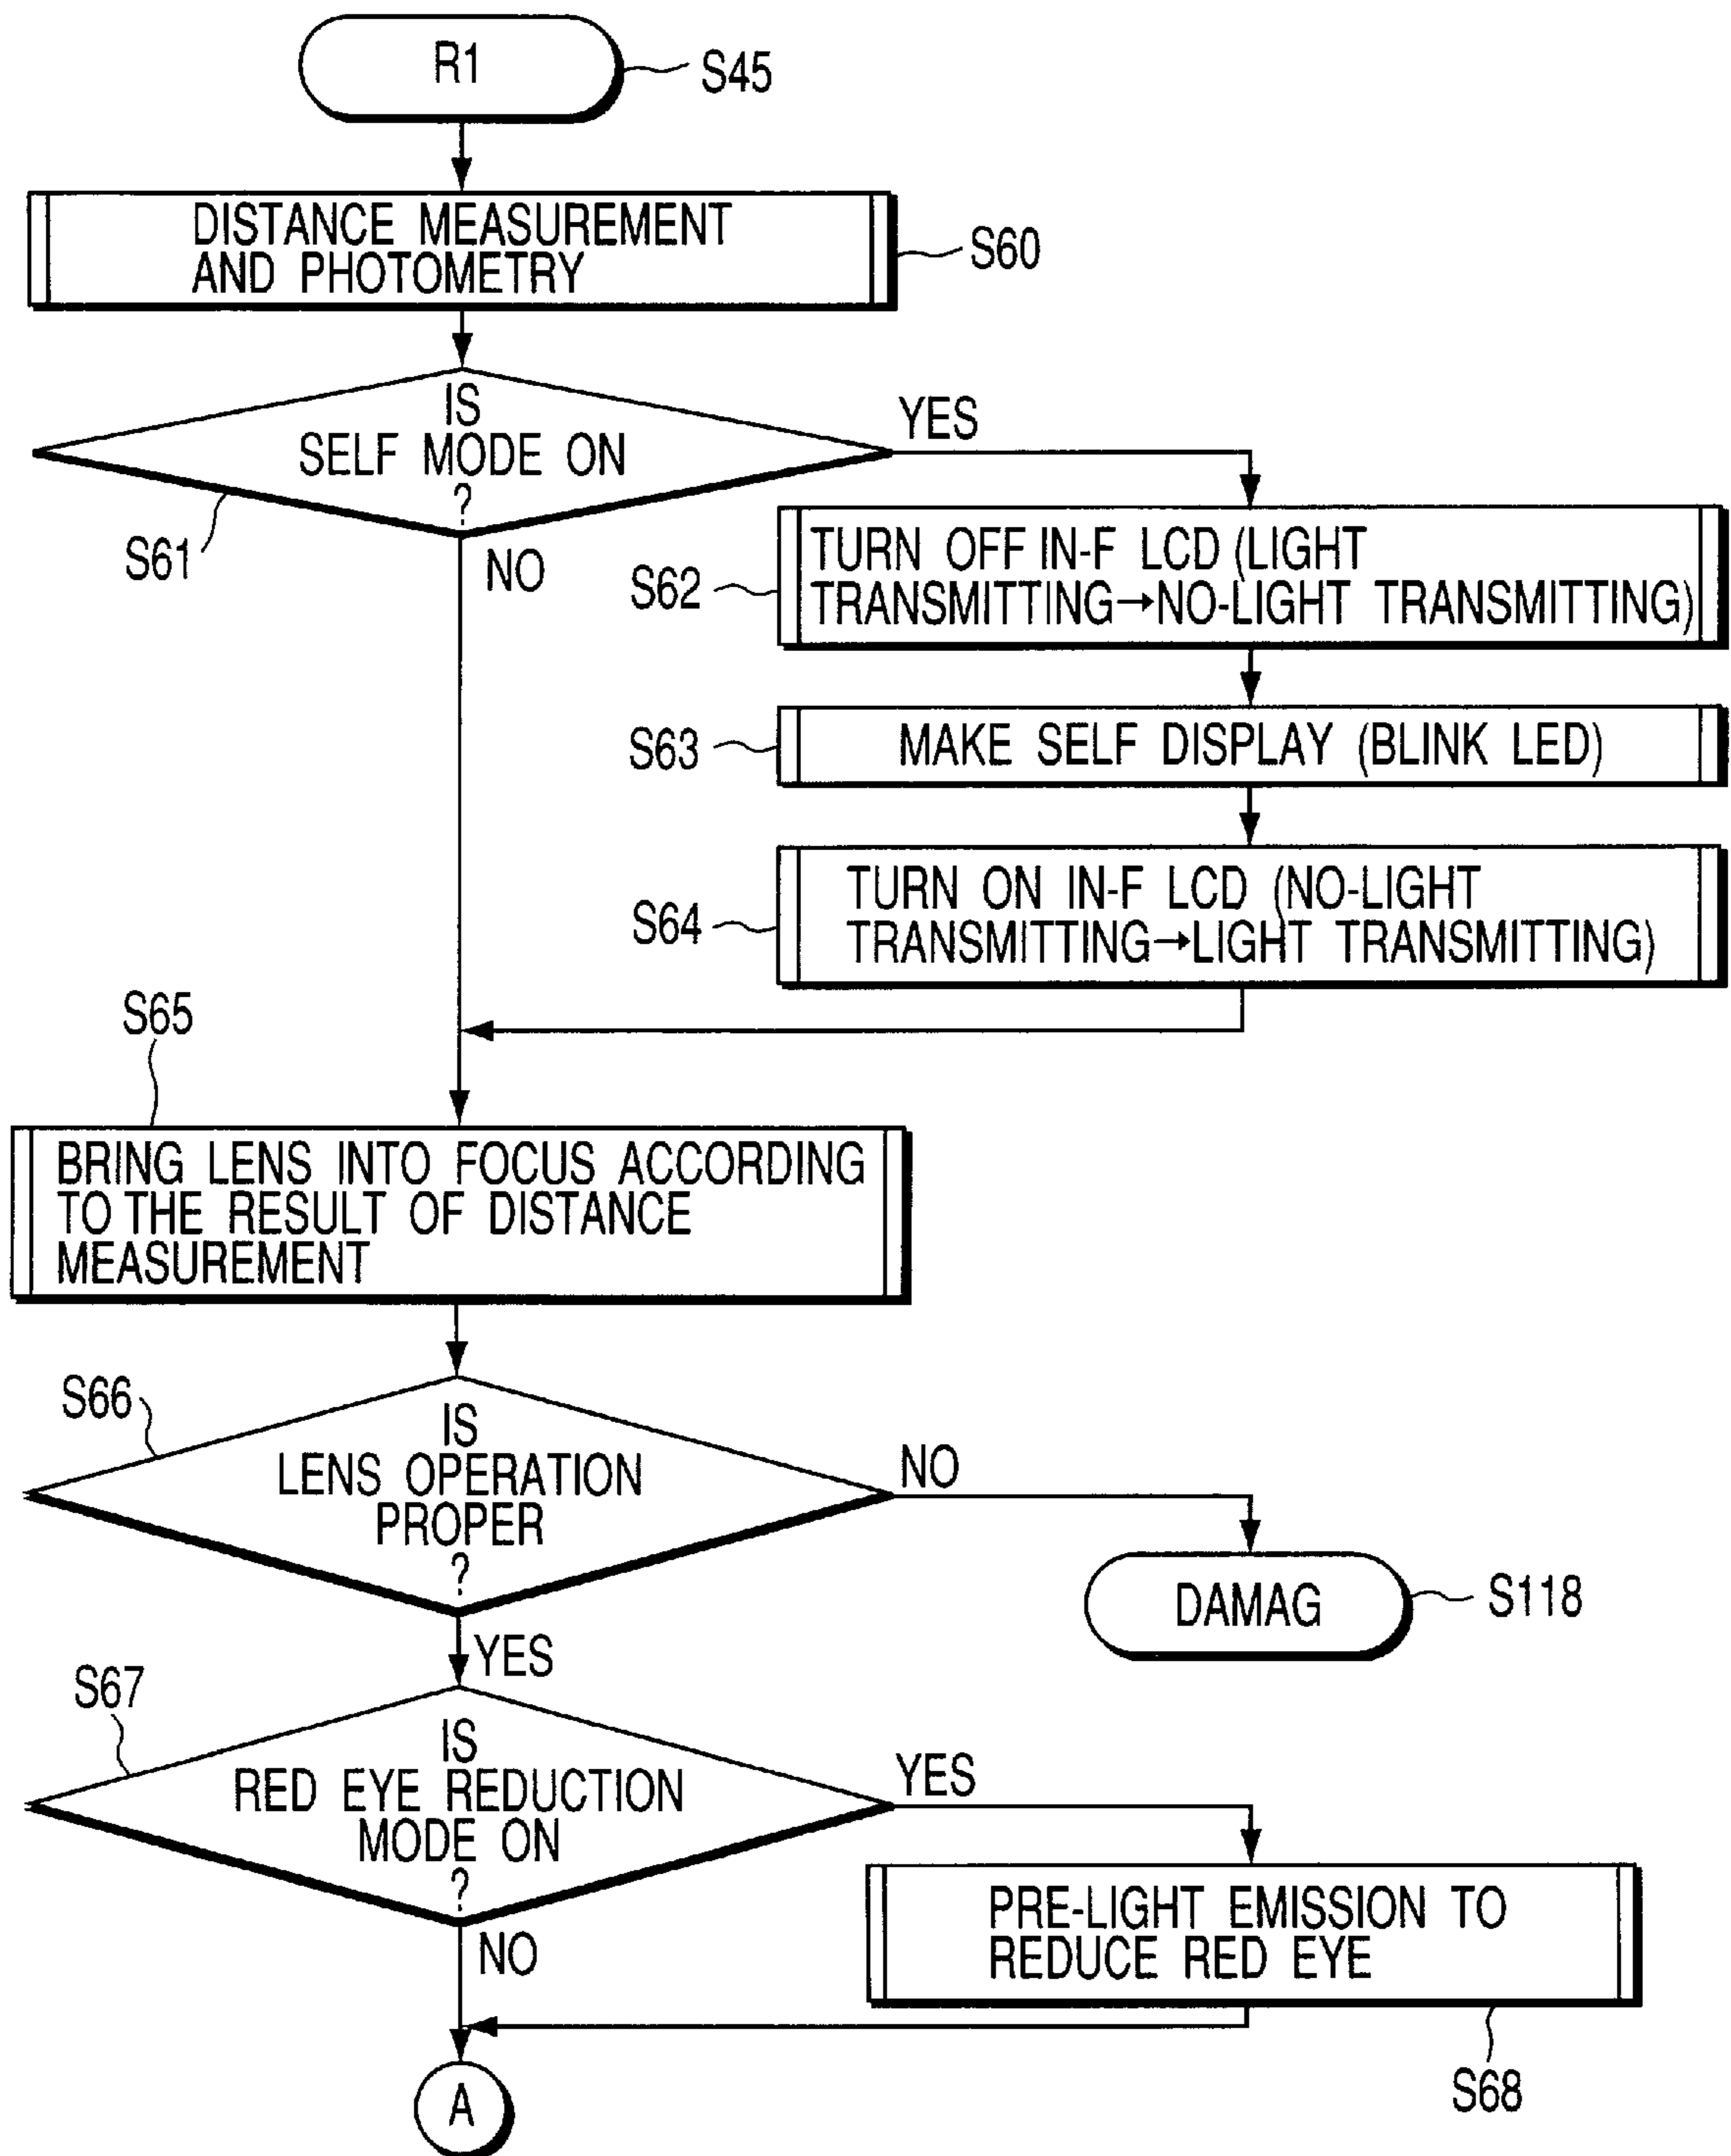 R1
S45
DISTANCE MEASUREMENT
AND PHOTOMETRY
S60
IS
SELF MODE ON
?
S61
YES
NO
TURN OFF IN-F LCD (LIGHT
TRANSMITTING→NO-LIGHT TRANSMITTING)
S62
MAKE SELF DISPLAY (BLINK LED)
S63
TURN ON IN-F LCD (NO-LIGHT
TRANSMITTING→LIGHT TRANSMITTING)
S64
S65
BRING LENS INTO FOCUS ACCORDING
TO THE RESULT OF DISTANCE
MEASUREMENT
S66
IS
LENS OPERATION
PROPER
?
NO
DAMAG
S118
YES
S67
IS
RED EYE REDUCTION
MODE ON
?
YES
NO
PRE-LIGHT EMISSION TO
REDUCE RED EYE
S68
A